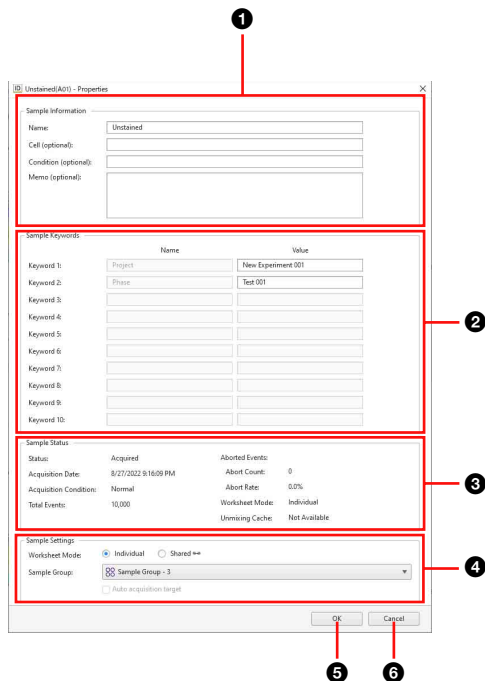 1
ID Unstained(A01) - Properties
Sample Information
Name: Unstained
Cell (optional):
Condition (optional):
Memo (optional):
Sample Keywords
Name Value
Keyword 1: Project New Experiment 001
Keyword 2: Phase Test 001
Keyword 3:
Keyword 4:
Keyword 5:
Keyword 6:
Keyword 7:
Keyword 8:
Keyword 9:
Keyword 10:
2
Sample Status
Status: Acquired Aborted Events:
Acquisition Date: 8/27/2022 9:16:09 PM Abort Count: 0
Acquisition Condition: Normal Abort Rate: 0.0%
Total Events: 10,000 Worksheet Mode: Individual
Unmixing Cache: Not Available
3
Sample Settings
Worksheet Mode: Individual Shared
Sample Group: Sample Group - 3
Auto acquisition target
4
OK Cancel
5 6